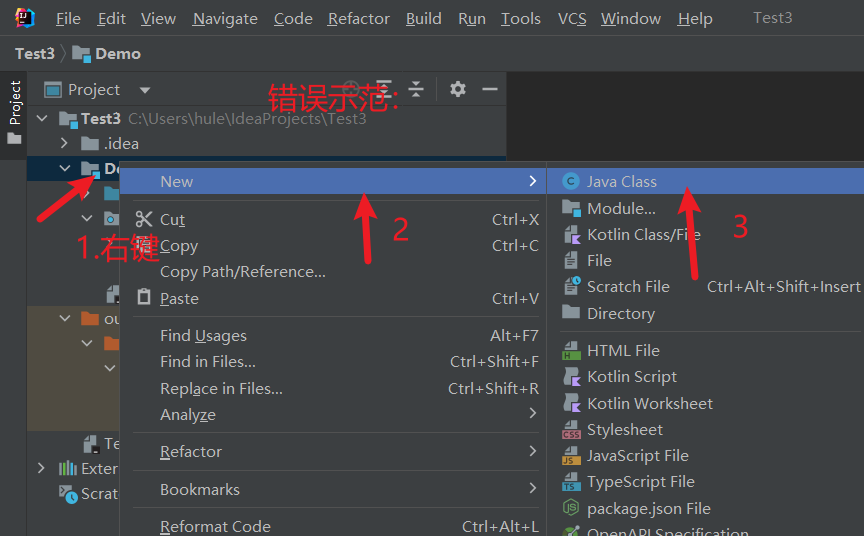 File Edit View Navigate Code Refactor Build Run Tools VCS Window Help Test3
Test3 Demo
Project
Project
错误示范：
Test3 C:\Users\hule\IdeaProjects\Test3
.idea
De
New
Java Class
Cut Ctrl+X
Module...
2
3
1.右键
Copy Ctrl+C
Kotlin Class/File
File
Copy Path/Reference...
Scratch File Ctrl+Alt+Shift+Insert
Paste Ctrl+V
Directory
ou
Find Usages Alt+F7
HTML File
Find in Files... Ctrl+Shift+F
Kotlin Script
Replace in Files... Ctrl+Shift+R
Kotlin Worksheet
Analyze
Stylesheet
Te
Refactor
JavaScript File
Exter
TypeScript File
Scratc
Bookmarks
package.json File
Reformat Code Ctrl+Alt+L
OpenAPI Specification